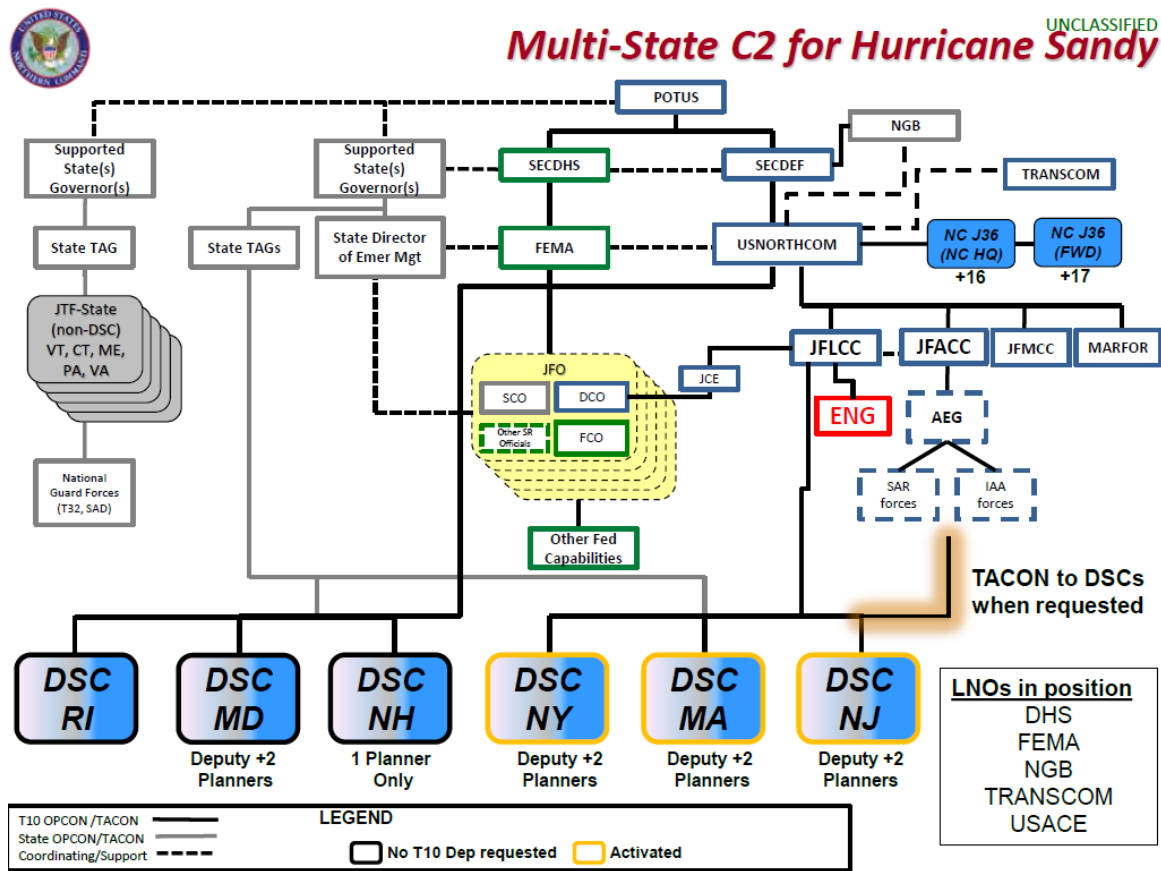 UNITED STATES
NORTHERN COMMAND
UNCLASSIFIED
Multi-State C2 for Hurricane Sandy
POTUS
NGB
Supported
State(s)
Governor(s)
Supported
State(s)
Governor(s)
SECDHS
SECDEF
TRANSCOM
State TAG
State TAGs
State Director
of Emer Mgt
FEMA
USNORTHCOM
NC J36
(NC HQ)
+16
NC J36
(FWD)
+17
JTF-State
(non-DSC)
VT, CT, ME,
PA, VA
JFO
SCO
DCO
Other SR
Officials
FCO
JCE
JFLCC
JFACC
JFMCC
MARFOR
ENG
AEG
SAR
forces
IAA
forces
National
Guard Forces
(T32, SAD)
Other Fed
Capabilities
TACON to DSCs
when requested
DSC
RI
DSC
MD
Deputy +2
Planners
DSC
NH
1 Planner
Only
DSC
NY
Deputy +2
Planners
DSC
MA
Deputy +2
Planners
DSC
NJ
Deputy +2
Planners
LNOs in position
DHS
FEMA
NGB
TRANSCOM
USACE
LEGEND
T10 OPCON /TACON
State OPCON/TACON
Coordinating/Support
No T10 Dep requested
Activated